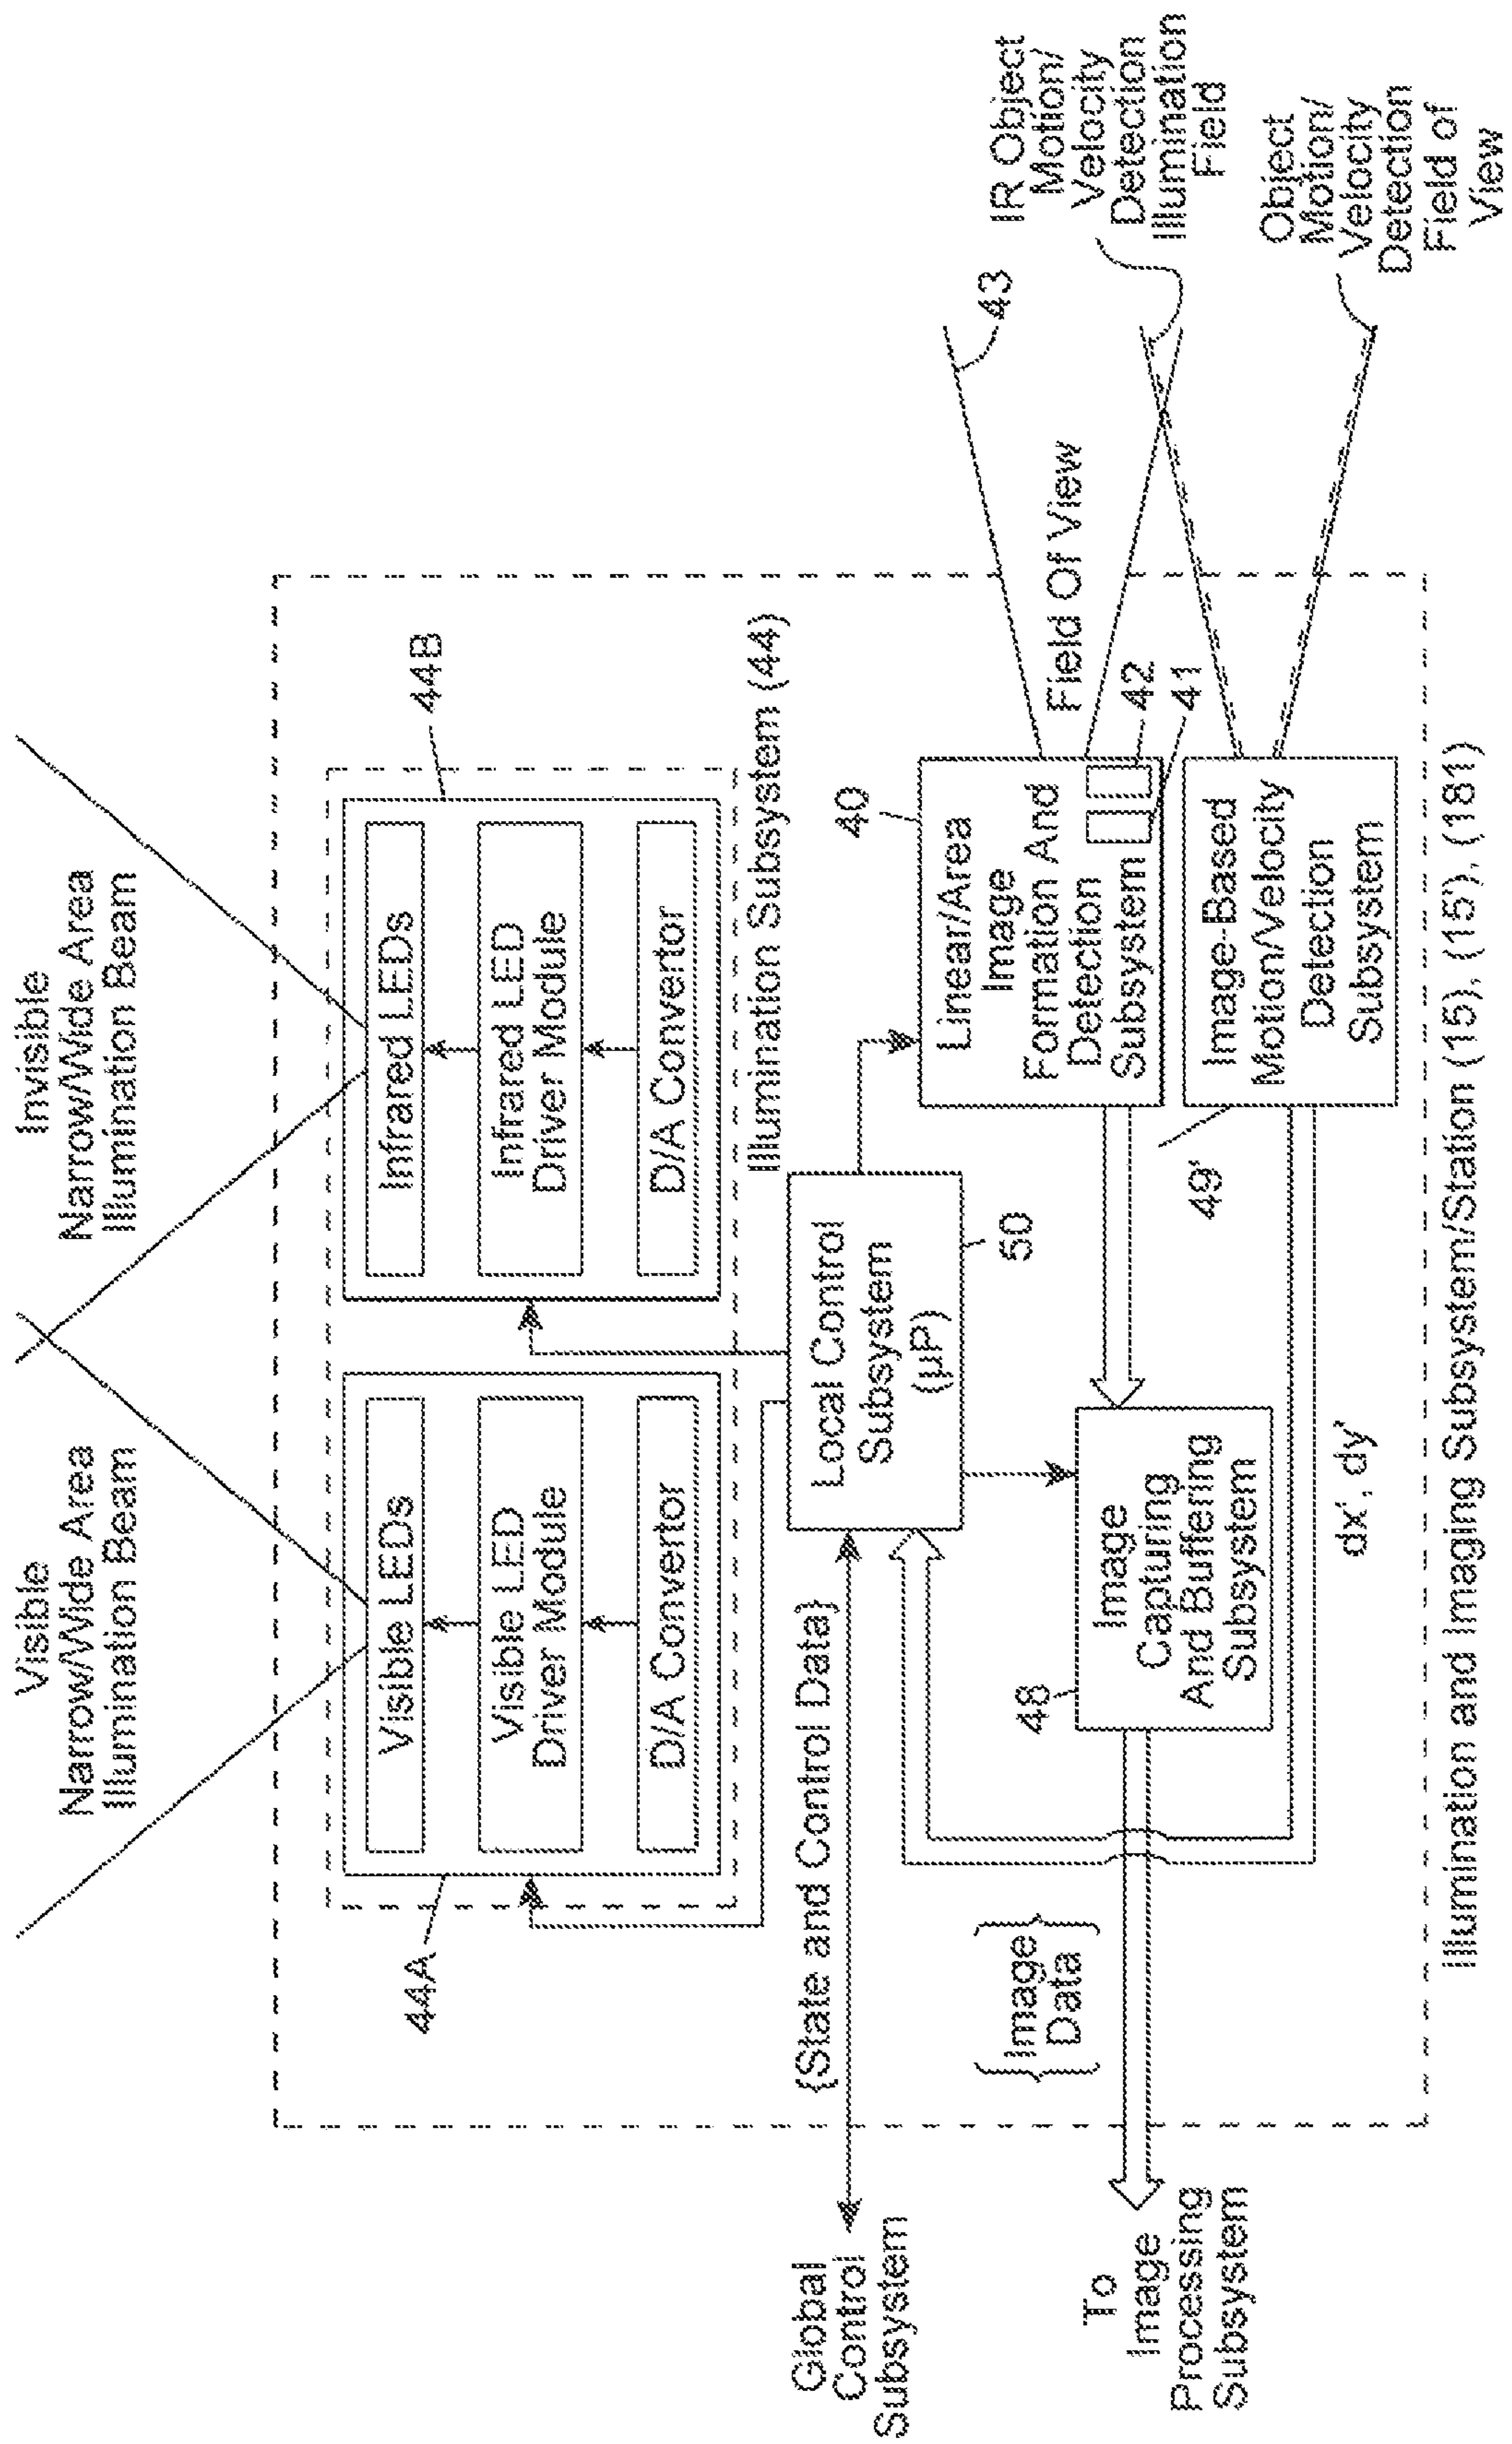 Visible
Narrow/Wide Area
Illumination Beam
Invisible
Narrow/Wide Area
Illumination Beam
44A
Visible LEDs
Visible LED
Driver Module
D/A Convertor
44B
Infrared LEDs
Infrared LED
Driver Module
D/A Convertor
Illumination Subsystem (44)
Global
Control
Subsystem
{State and Control Data}
Local Control
Subsystem
(µP)
50
40
Linear/Area
Image
Formation And
Detection
Subsystem
42
41
Field Of View
43
IR Object
Motion/
Velocity
Detection
Illumination
Field
To
Image
Processing
Subsystem
Image
Data
48
Image
Capturing
And Buffering
Subsystem
49'
Image-Based
Motion/Velocity
Detection
Subsystem
Object
Motion/
Velocity
Detection
Field of
View
dx', dy'
Illumination and Imaging Subsystem/Station (15), (15'), (181)